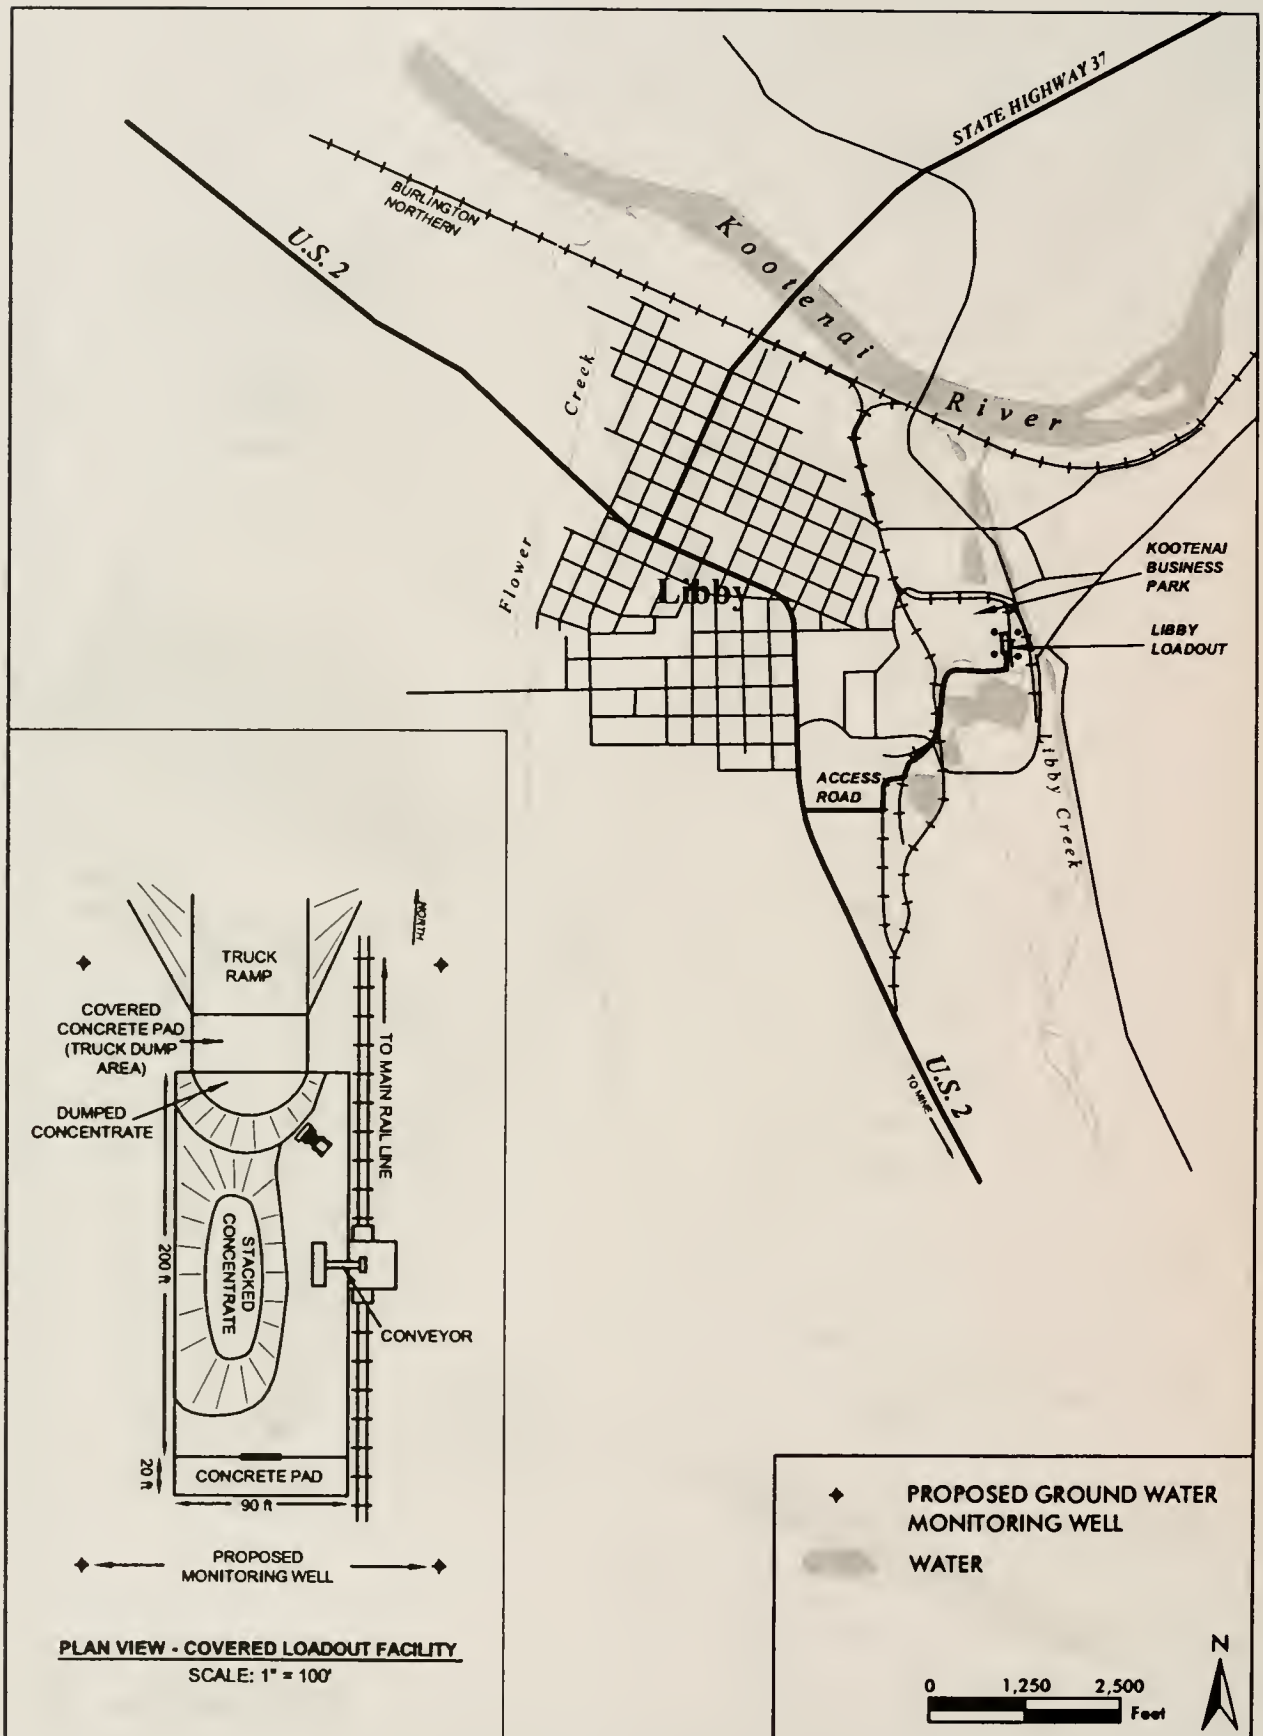 STATE HIGHWAY 37
BURLINGTON
NORTHERN
U.S. 2
Kootenai
River
Creek
Flower
Libby
KOOTENAI
BUSINESS
PARK
LIBBY
LOADOUT
ACCESS
ROAD
Libby Creek
U.S. 2
TO MINE
NORTH
TRUCK
RAMP
COVERED
CONCRETE PAD
(TRUCK DUMP
AREA)
TO MAIN RAIL LINE
DUMPED
CONCENTRATE
STACKED
CONCENTRATE
200 ft
CONVEYOR
20 ft
CONCRETE PAD
90 ft
PROPOSED
MONITORING WELL
PLAN VIEW - COVERED LOADOUT FACILITY
SCALE: 1" = 100'
PROPOSED GROUND WATER
MONITORING WELL
WATER
N
0 1,250 2,500
Feet